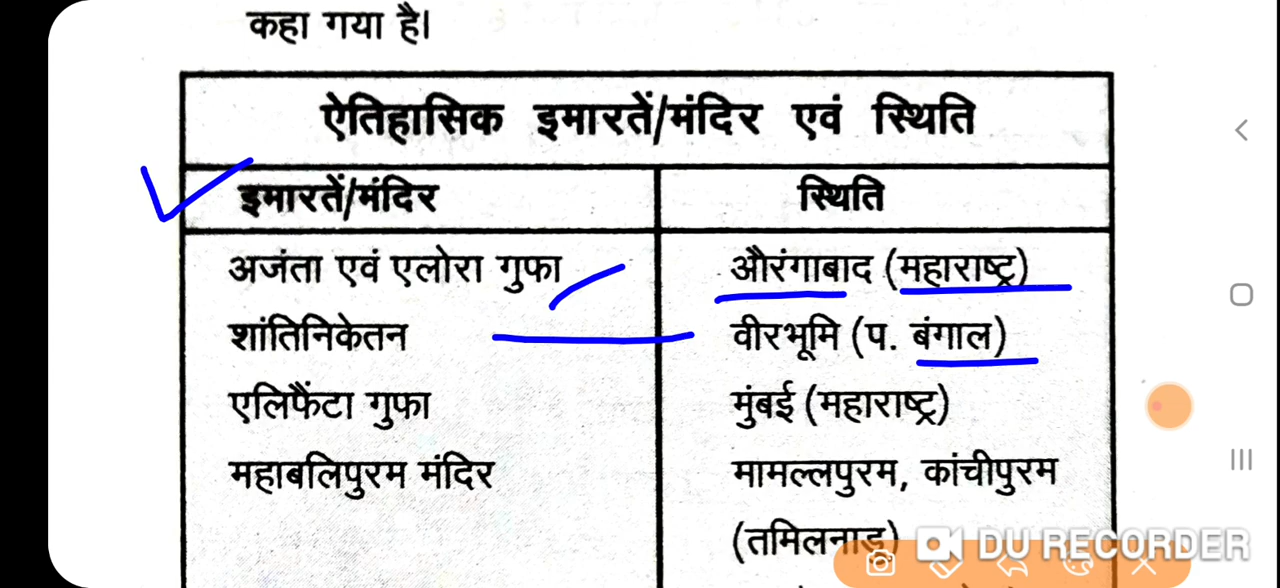 कहा गया है।
ऐतिहासिक इमारतें/मंदिर एवं स्थिति
इमारतें/मंदिर स्थिति
अजंता एवं एलोरा गुफा औरंगाबाद (महाराष्ट्र)
शांतिनिकेतन वीरभूमि (प. बंगाल)
एलिफैंटा गुफा मुंबई (महाराष्ट्र)
महाबलिपुरम मंदिर मामल्लपुरम, कांचीपुरम
(तमिलनाडु)
DU RECORDER